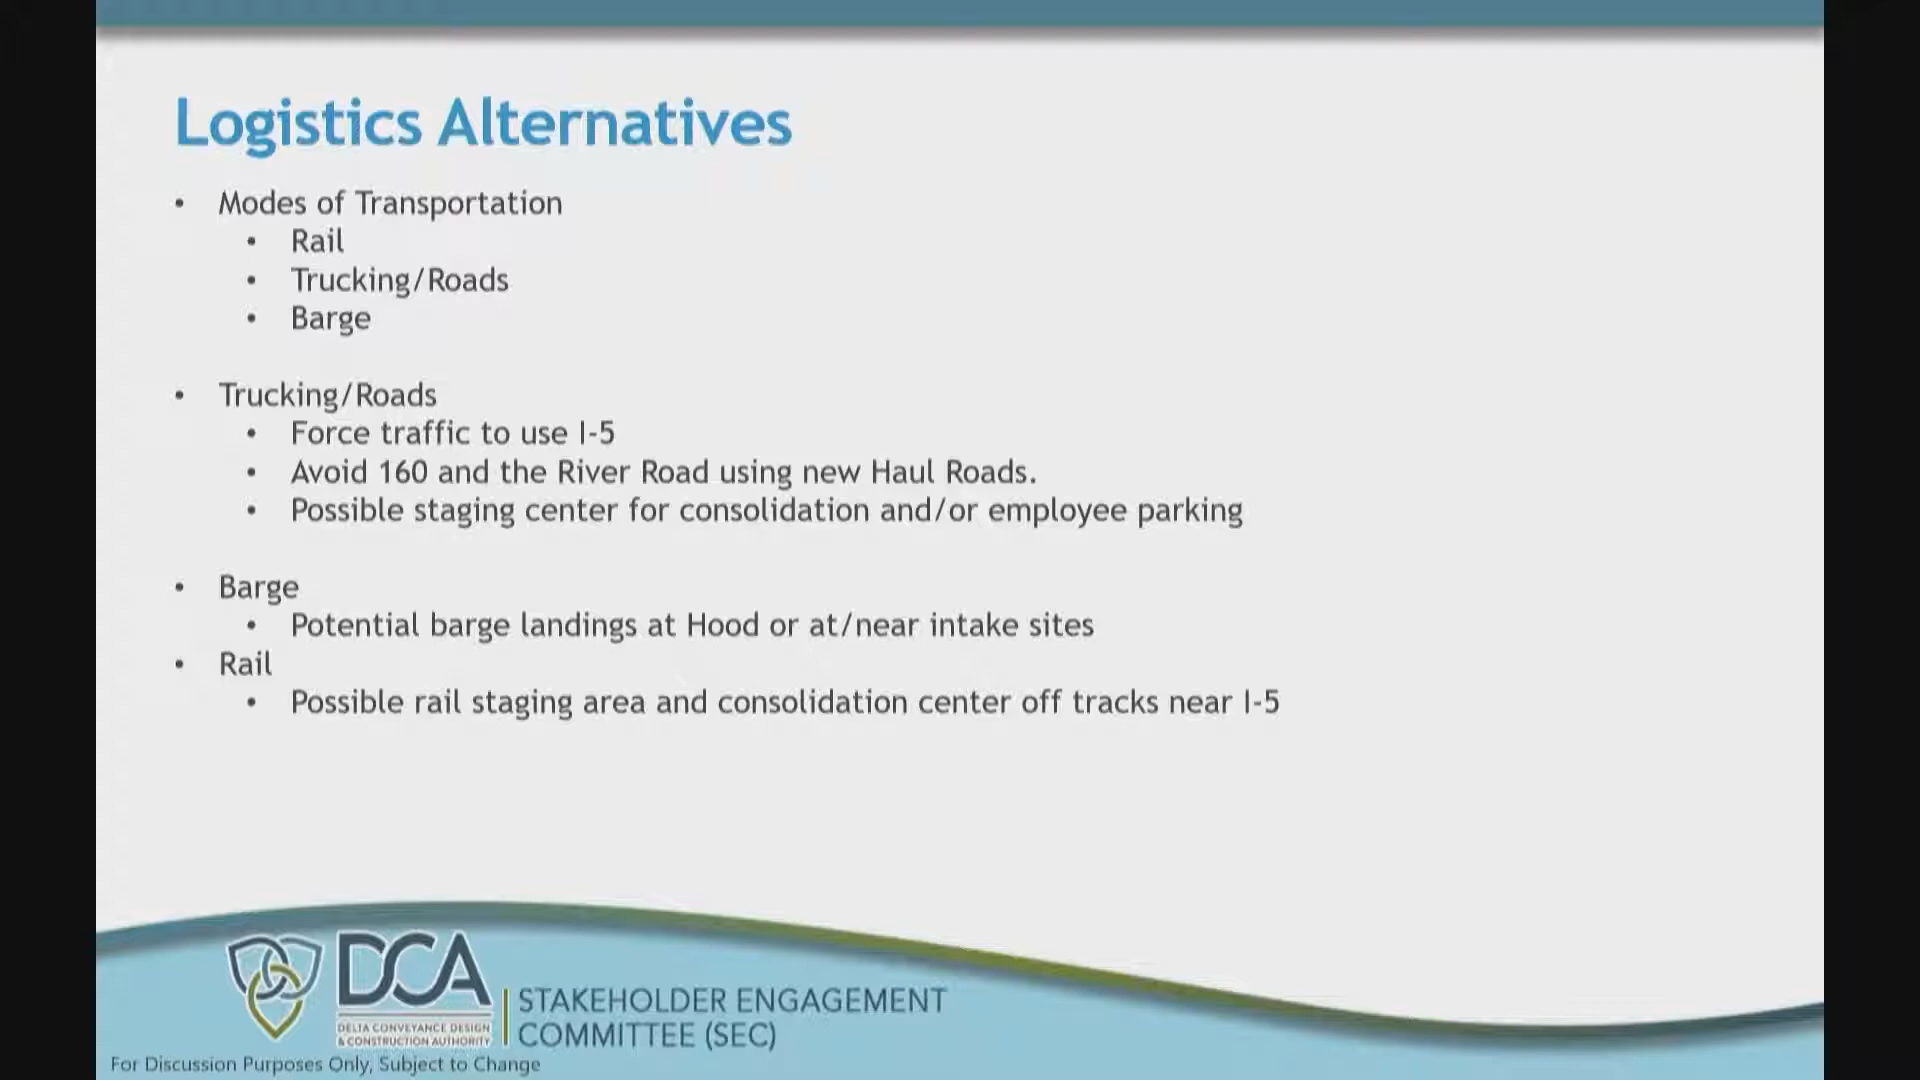 Logistics Alternatives
• Modes of Transportation
• Rail
• Trucking/Roads
• Barge
• Trucking/Roads
• Force traffic to use I-5
• Avoid 160 and the River Road using new Haul Roads.
• Possible staging center for consolidation and/or employee parking
• Barge
• Potential barge landings at Hood or at/near intake sites
• Rail
• Possible rail staging area and consolidation center off tracks near I-5
DCA
DELTA CONVEYANCE DESIGN
& CONSTRUCTION AUTHORITY
STAKEHOLDER ENGAGEMENT
COMMITTEE (SEC)
For Discussion Purposes Only, Subject to Change